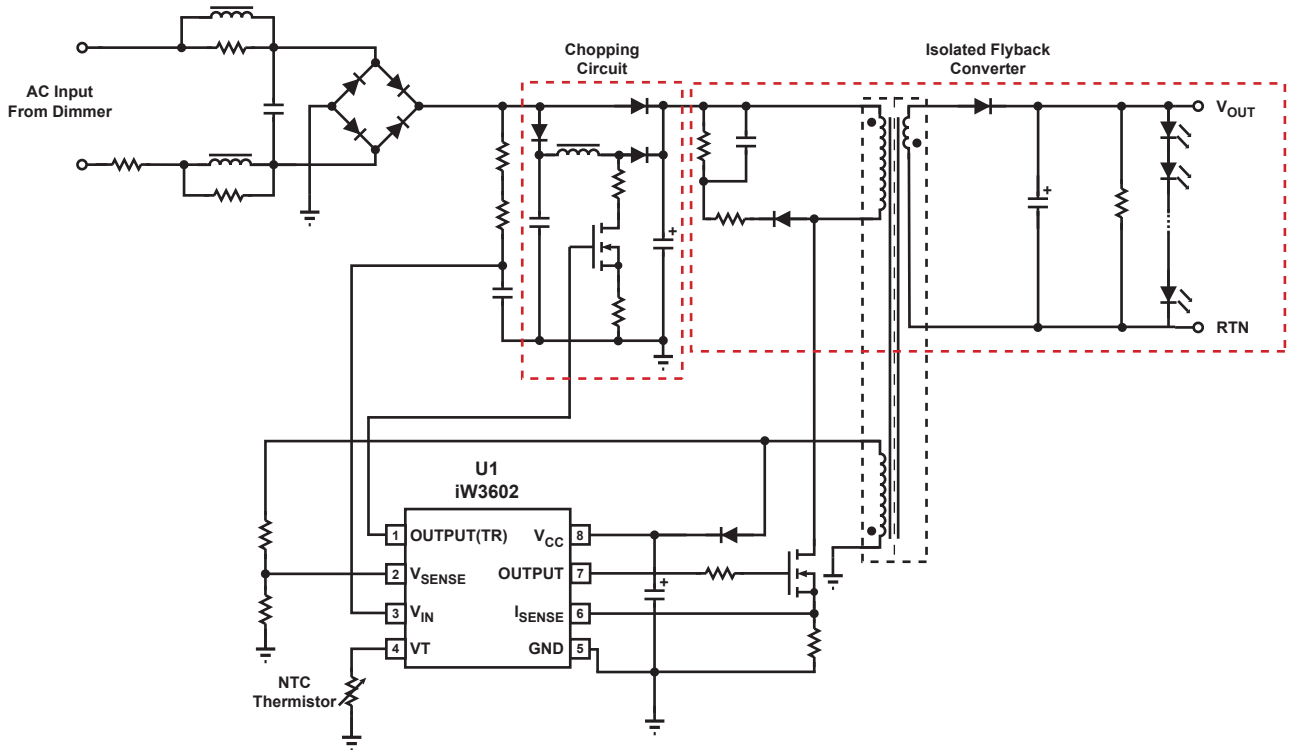 Chopping
Circuit
Isolated Flyback
Converter
AC Input
From Dimmer
+
+
VOUT
RTN
U1
iW3602
1 OUTPUT(TR)
VCC 8
2 VSENSE
OUTPUT 7
3 VIN
ISENSE 6
4 VT
GND 5
+
NTC
Thermistor